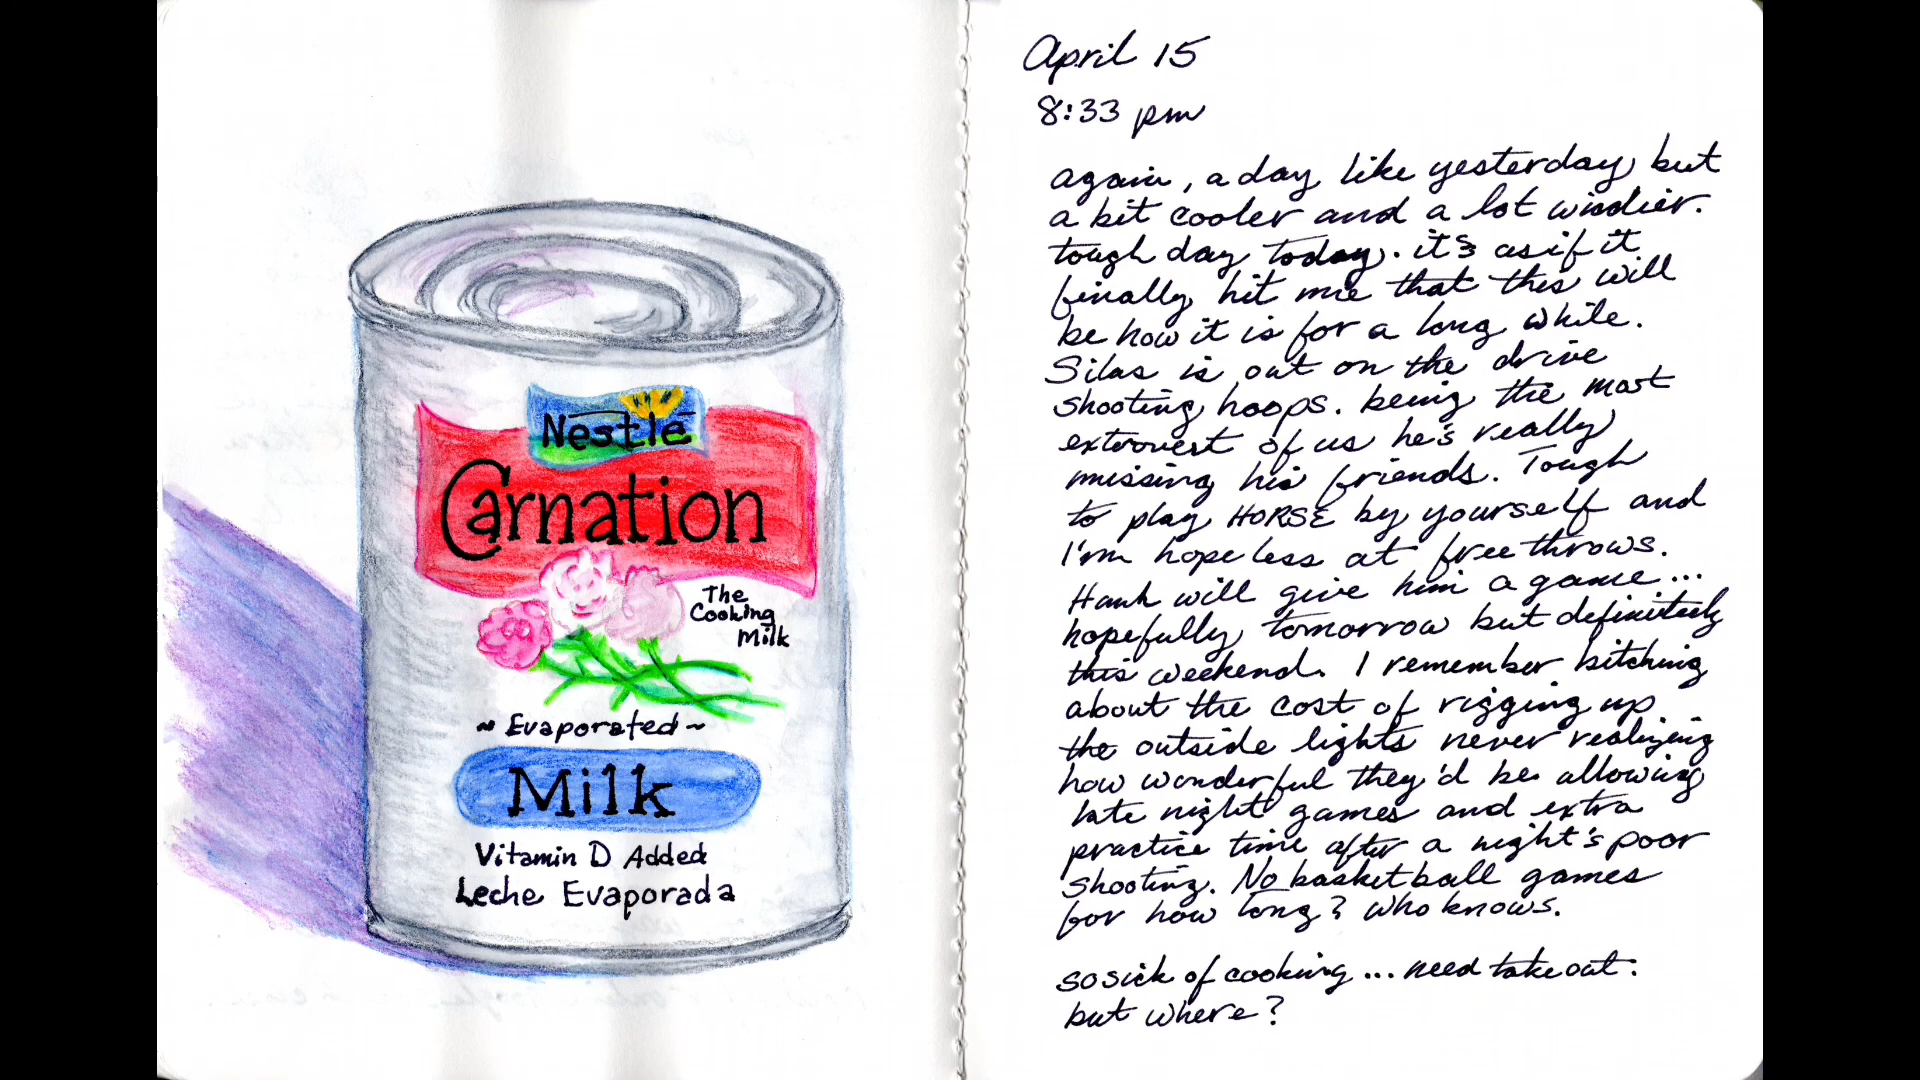 Nestlé
Carnation
The
Cooking
Milk
~ Evaporated ~
Milk
Vitamin D Added
Leche Evaporada
April 15
8:33 pm
again, a day like yesterday but
a bit cooler and a lot windier.
tough day today. it's as if it
finally hit me that this will
be how it is for a long while.
Silas is out on the drive
shooting hoops. being the most
extrovert of us he's really
missing his friends. Tough
to play HORSE by yourself and
I'm hopeless at free throws.
Hank will give him a game...
hopefully tomorrow but definitely
this weekend. I remember bitching
about the cost of rigging up
the outside lights never realizing
how wonderful they'd be allowing
late night games and extra
practice time after a night's poor
shooting. No basketball games
for how long? Who knows.
so sick of cooking... need takeout.
but where?